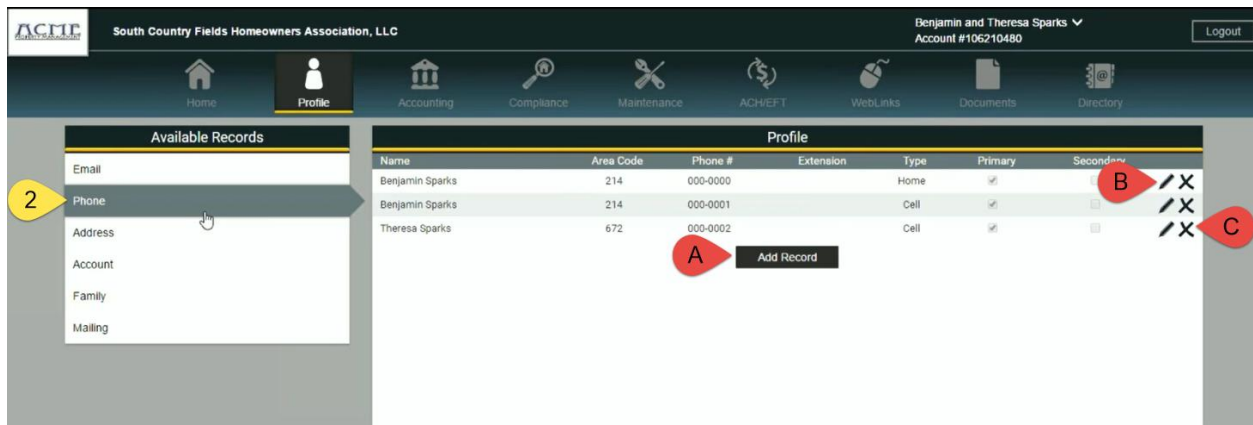 ACME
PROPERTY MANAGEMENT
South Country Fields Homeowners Association, LLC
Benjamin and Theresa Sparks
Account #106210480
Logout
Home
Profile
Accounting
Compliance
Maintenance
ACH/EFT
WebLinks
Documents
Directory
Available Records
Email
2
Phone
Address
Account
Family
Mailing
Profile
Name Area Code Phone # Extension Type Primary Secondary
Benjamin Sparks 214 000-0000 Home B
Benjamin Sparks 214 000-0001 Cell
Theresa Sparks 672 000-0002 Cell C
A Add Record